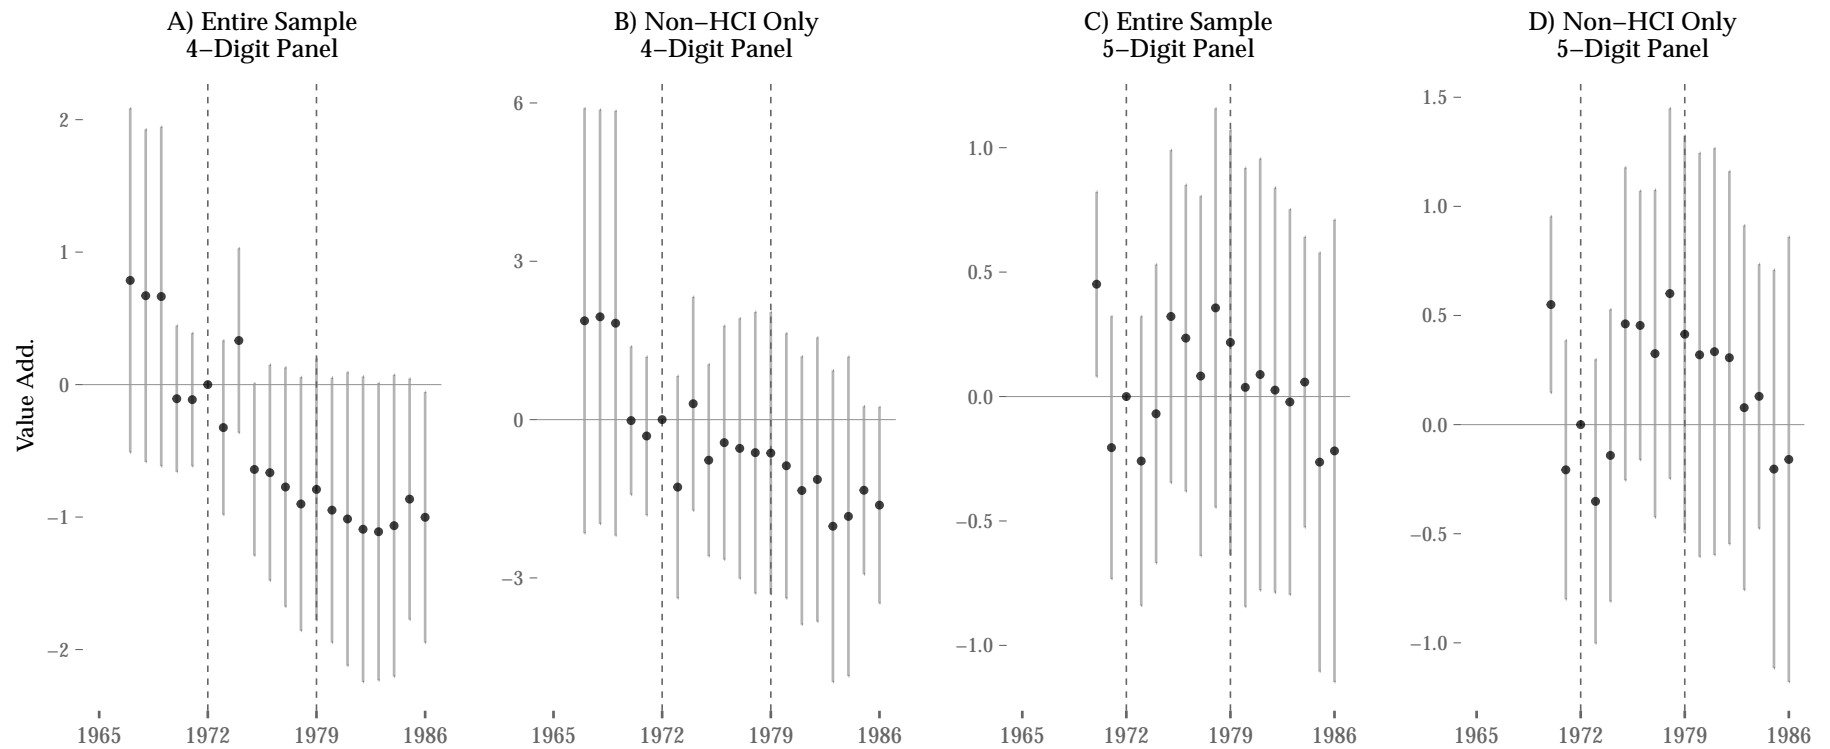 A) Entire Sample
4–Digit Panel
B) Non–HCI Only
4–Digit Panel
C) Entire Sample
5–Digit Panel
D) Non–HCI Only
5–Digit Panel
Value Add.
2
1
0
−1
−2
1965 1972 1979 1986
6
3
0
−3
1965 1972 1979 1986
1.0
0.5
0.0
−0.5
−1.0
1965 1972 1979 1986
1.5
1.0
0.5
0.0
−0.5
−1.0
1965 1972 1979 1986